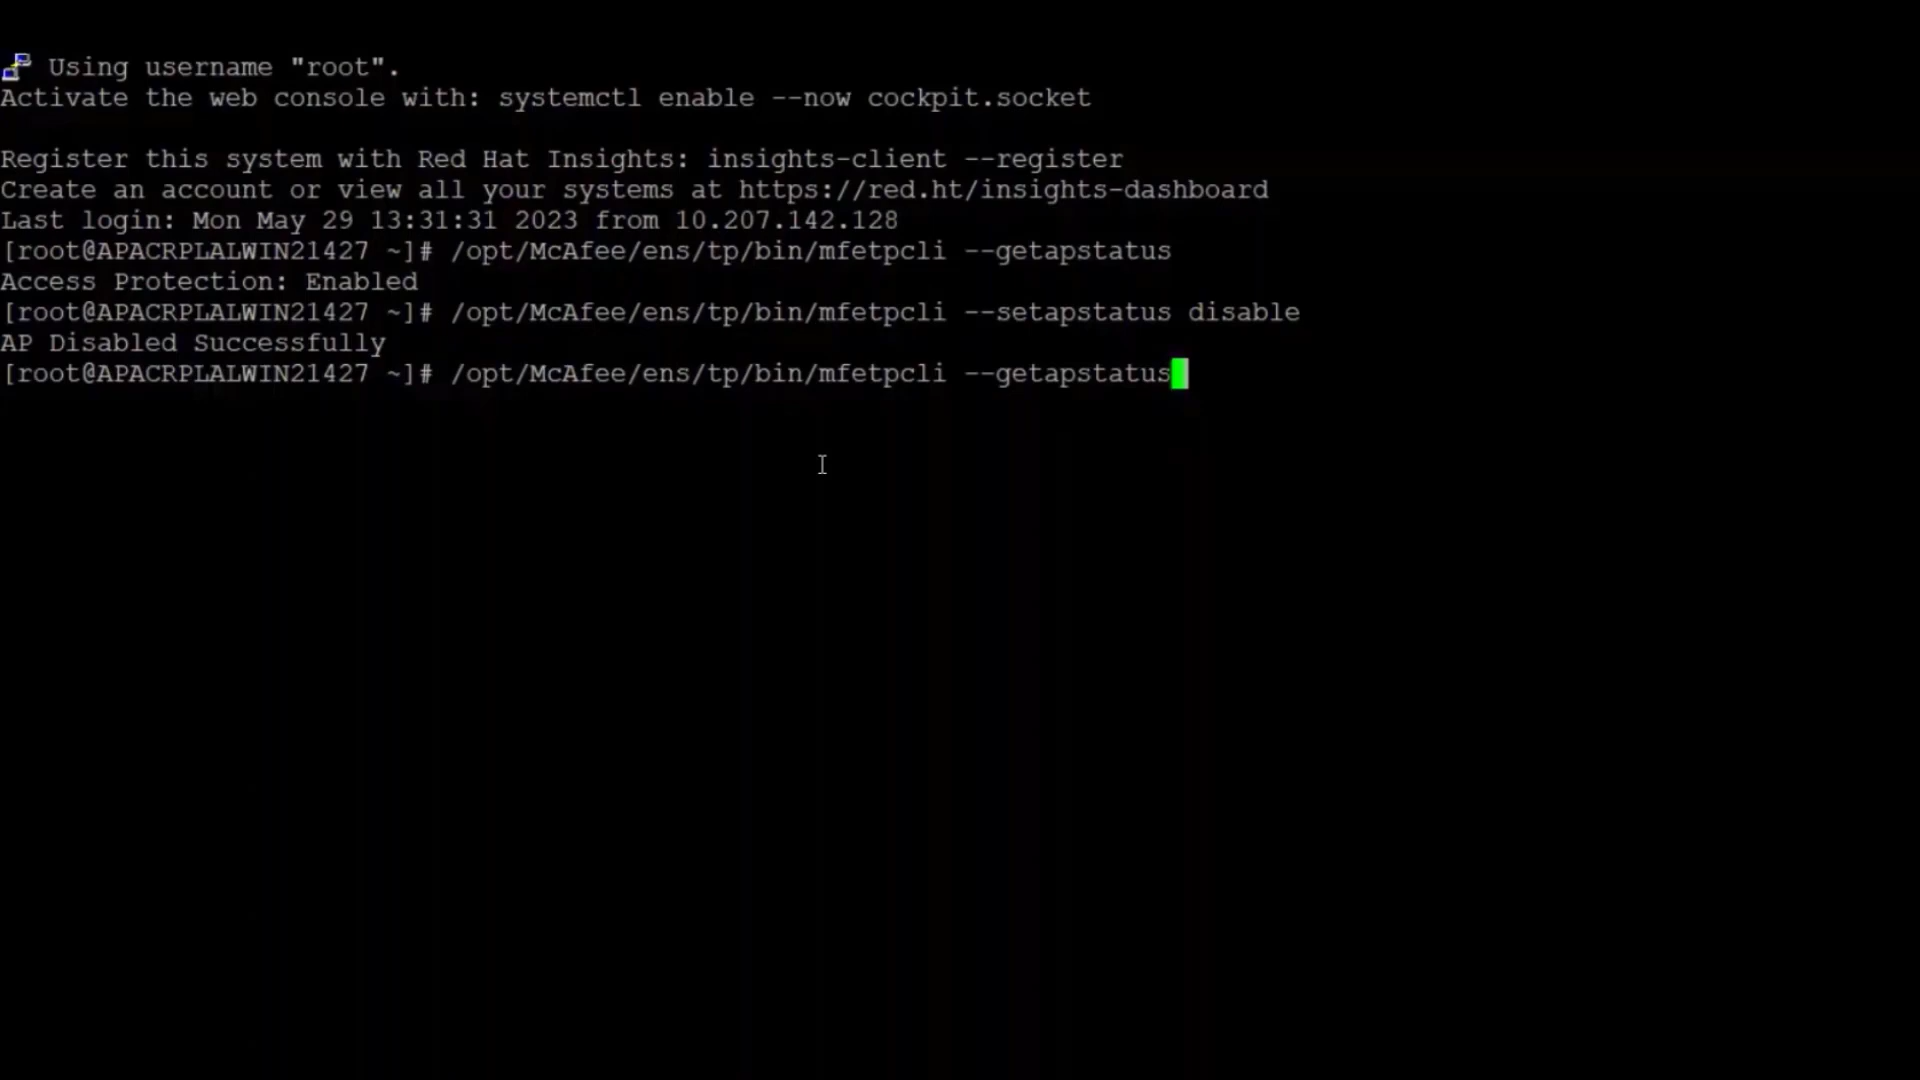 Using username "root".
Activate the web console with: systemctl enable --now cockpit.socket
Register this system with Red Hat Insights: insights-client --register
Create an account or view all your systems at https://red.ht/insights-dashboard
Last login: Mon May 29 13:31:31 2023 from 10.207.142.128
[root@APACRPLALWIN21427 ~]# /opt/McAfee/ens/tp/bin/mfetpcli --getapstatus
Access Protection: Enabled
[root@APACRPLALWIN21427 ~]# /opt/McAfee/ens/tp/bin/mfetpcli --setapstatus disable
AP Disabled Successfully
[root@APACRPLALWIN21427 ~]# /opt/McAfee/ens/tp/bin/mfetpcli --getapstatus